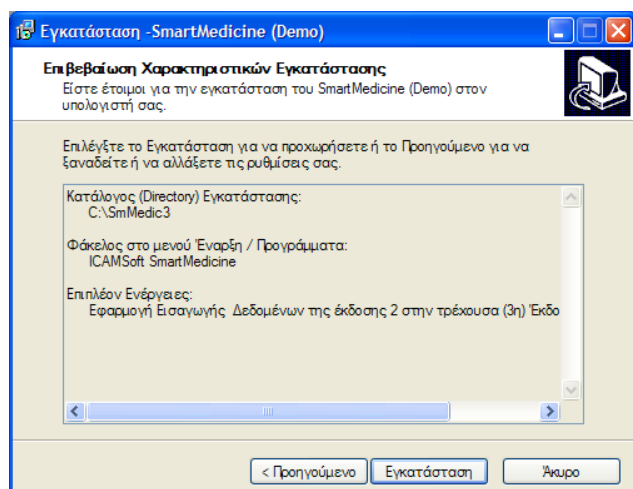 Εγκατάσταση -SmartMedicine (Demo)
Επιβεβαίωση Χαρακτηριστικών Εγκατάστασης
Είστε έτοιμοι για την εγκατάσταση του SmartMedicine (Demo) στον
υπολογιστή σας.
Επιλέγξτε το Εγκατάσταση για να προχωρήσετε ή το Προηγούμενο για να
ξαναδείτε ή να αλλάξετε τις ρυθμίσεις σας.
Κατάλογος (Directory) Εγκατάστασης:
C:\SmMedic3
Φάκελος στο μενού Έναρξη / Προγράμματα:
ICAMSoft SmartMedicine
Επιπλέον Ενέργειες:
Εφαρμογή Εισαγωγής Δεδομένων της έκδοσης 2 στην τρέχουσα (3η) Έκδο
< Προηγούμενο Εγκατάσταση Άκυρο